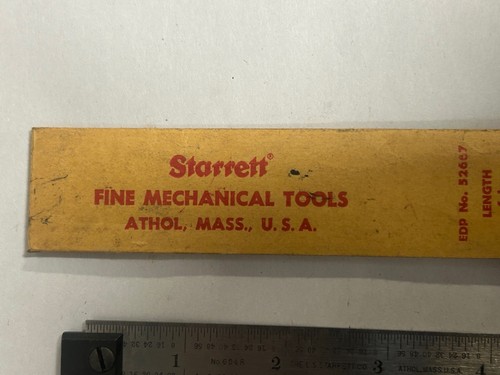 Starrett®
FINE MECHANICAL TOOLS
ATHOL, MASS., U.S.A.
EDP No. 52667
LENGTH
1 2 3 4